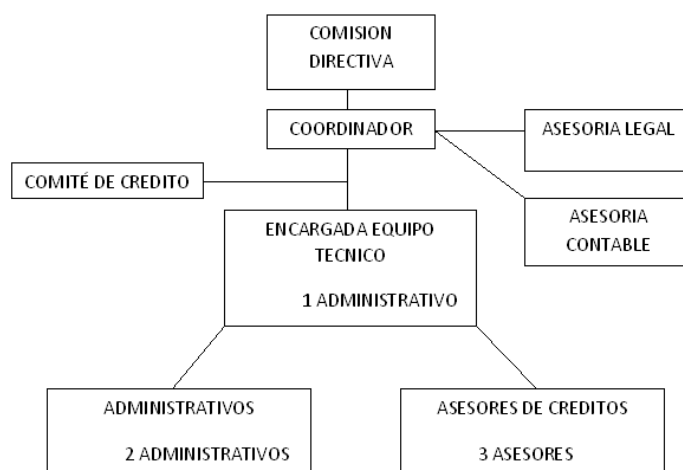 COMISION
DIRECTIVA
COORDINADOR
ASESORIA LEGAL
COMITÉ DE CREDITO
ASESORIA
CONTABLE
ENCARGADA EQUIPO
TECNICO
1 ADMINISTRATIVO
ADMINISTRATIVOS
2 ADMINISTRATIVOS
ASESORES DE CREDITOS
3 ASESORES